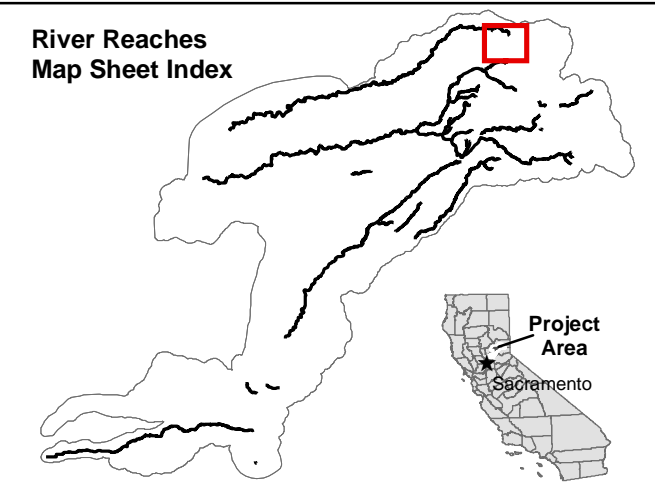 River Reaches
Map Sheet Index
Project
Area
Sacramento